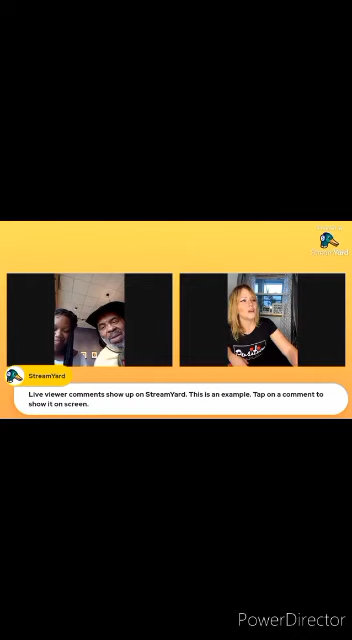 StreamYard
StreamYard
Live viewer comments show up on StreamYard. This is an example. Tap on a comment to
show it on screen.
PowerDirector